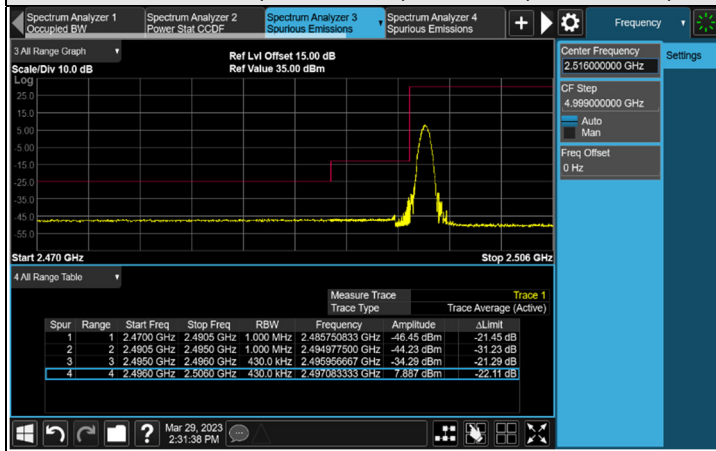 Spectrum Analyzer 1 Spectrum Analyzer 2 Spectrum Analyzer 3 Spectrum Analyzer 4
Occupied BW Power Stat CCDF Spurious Emissions Spurious Emissions
Frequency
Settings
3 All Range Graph
Scale/Div 10.0 dB
Ref Lvl Offset 15.00 dB
Ref Value 35.00 dBm
Log
25.0
15.0
5.00
-5.00
-15.0
-25.0
-35.0
-45.0
-55.0
Start 2.470 GHz Stop 2.506 GHz
Center Frequency
2.516000000 GHz
CF Step
4.999000000 GHz
Auto
Man
Freq Offset
0 Hz
4 All Range Table
Measure Trace Trace 1
Trace Type Trace Average (Active)
Spur Range Start Freq Stop Freq RBW Frequency Amplitude ΔLimit
1 1 2.4700 GHz 2.4905 GHz 1.000 MHz 2.485750833 GHz -46.45 dBm -21.45 dB
2 2 2.4905 GHz 2.4950 GHz 1.000 MHz 2.494977500 GHz -44.23 dBm -31.23 dB
3 3 2.4950 GHz 2.4960 GHz 430.0 kHz 2.495956667 GHz -34.29 dBm -21.29 dB
4 4 2.4960 GHz 2.5060 GHz 430.0 kHz 2.497083333 GHz 7.887 dBm -22.11 dB
Mar 29, 2023
2:31:38 PM